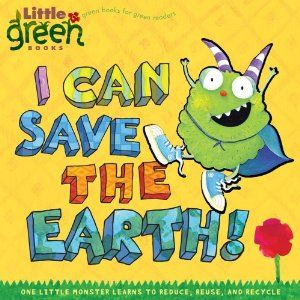 Little
green
BOOKS
green books for green readers
I CAN
SAVE
THE
EARTH!
ONE LITTLE MONSTER LEARNS TO REDUCE, REUSE, AND RECYCLE